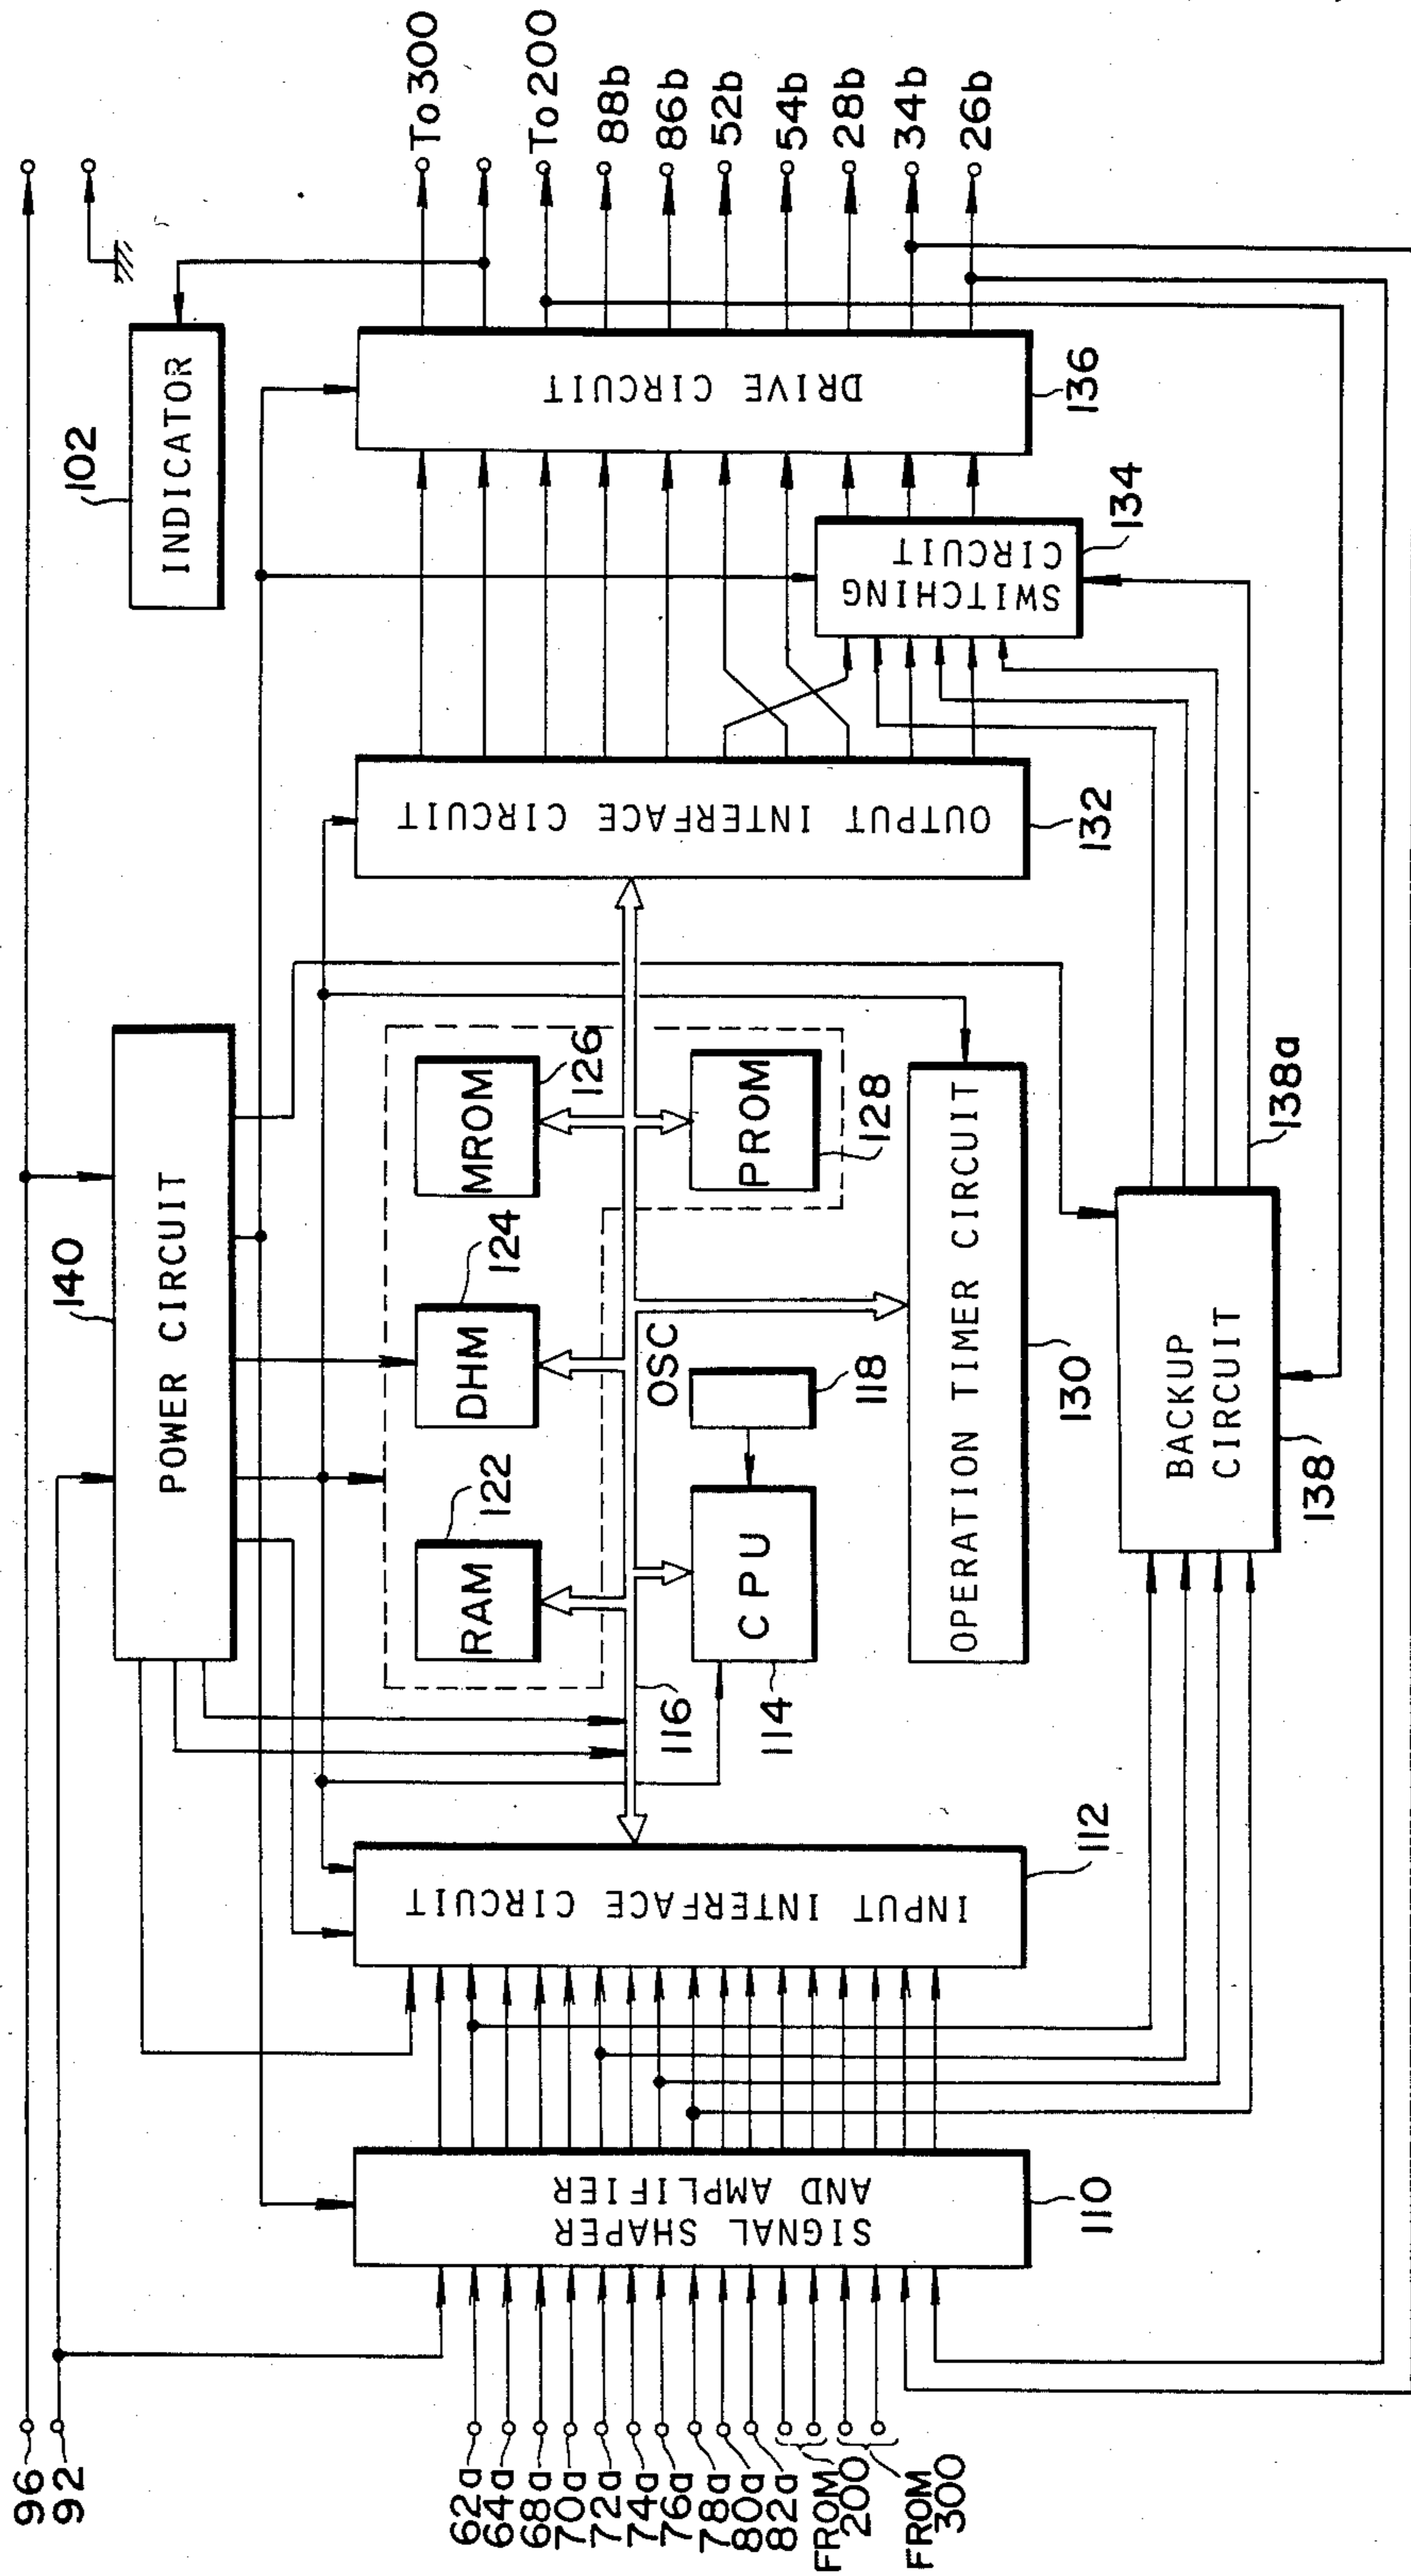 96
92
62a
64a
68a
70a
72a
74a
76a
78a
80a
82a
FROM
200
FROM
300
SIGNAL SHAPER
AND AMPLIFIER
110
INPUT INTERFACE CIRCUIT
112
140
POWER CIRCUIT
RAM
122
DHM
124
MROM
126
PROM
128
116
CPU
114
OSC
118
OPERATION TIMER CIRCUIT
130
BACKUP
CIRCUIT
138
138a
OUTPUT INTERFACE CIRCUIT
132
SWITCHING
CIRCUIT
134
DRIVE CIRCUIT
136
102
INDICATOR
To 300
To 200
88b
86b
52b
54b
28b
34b
26b